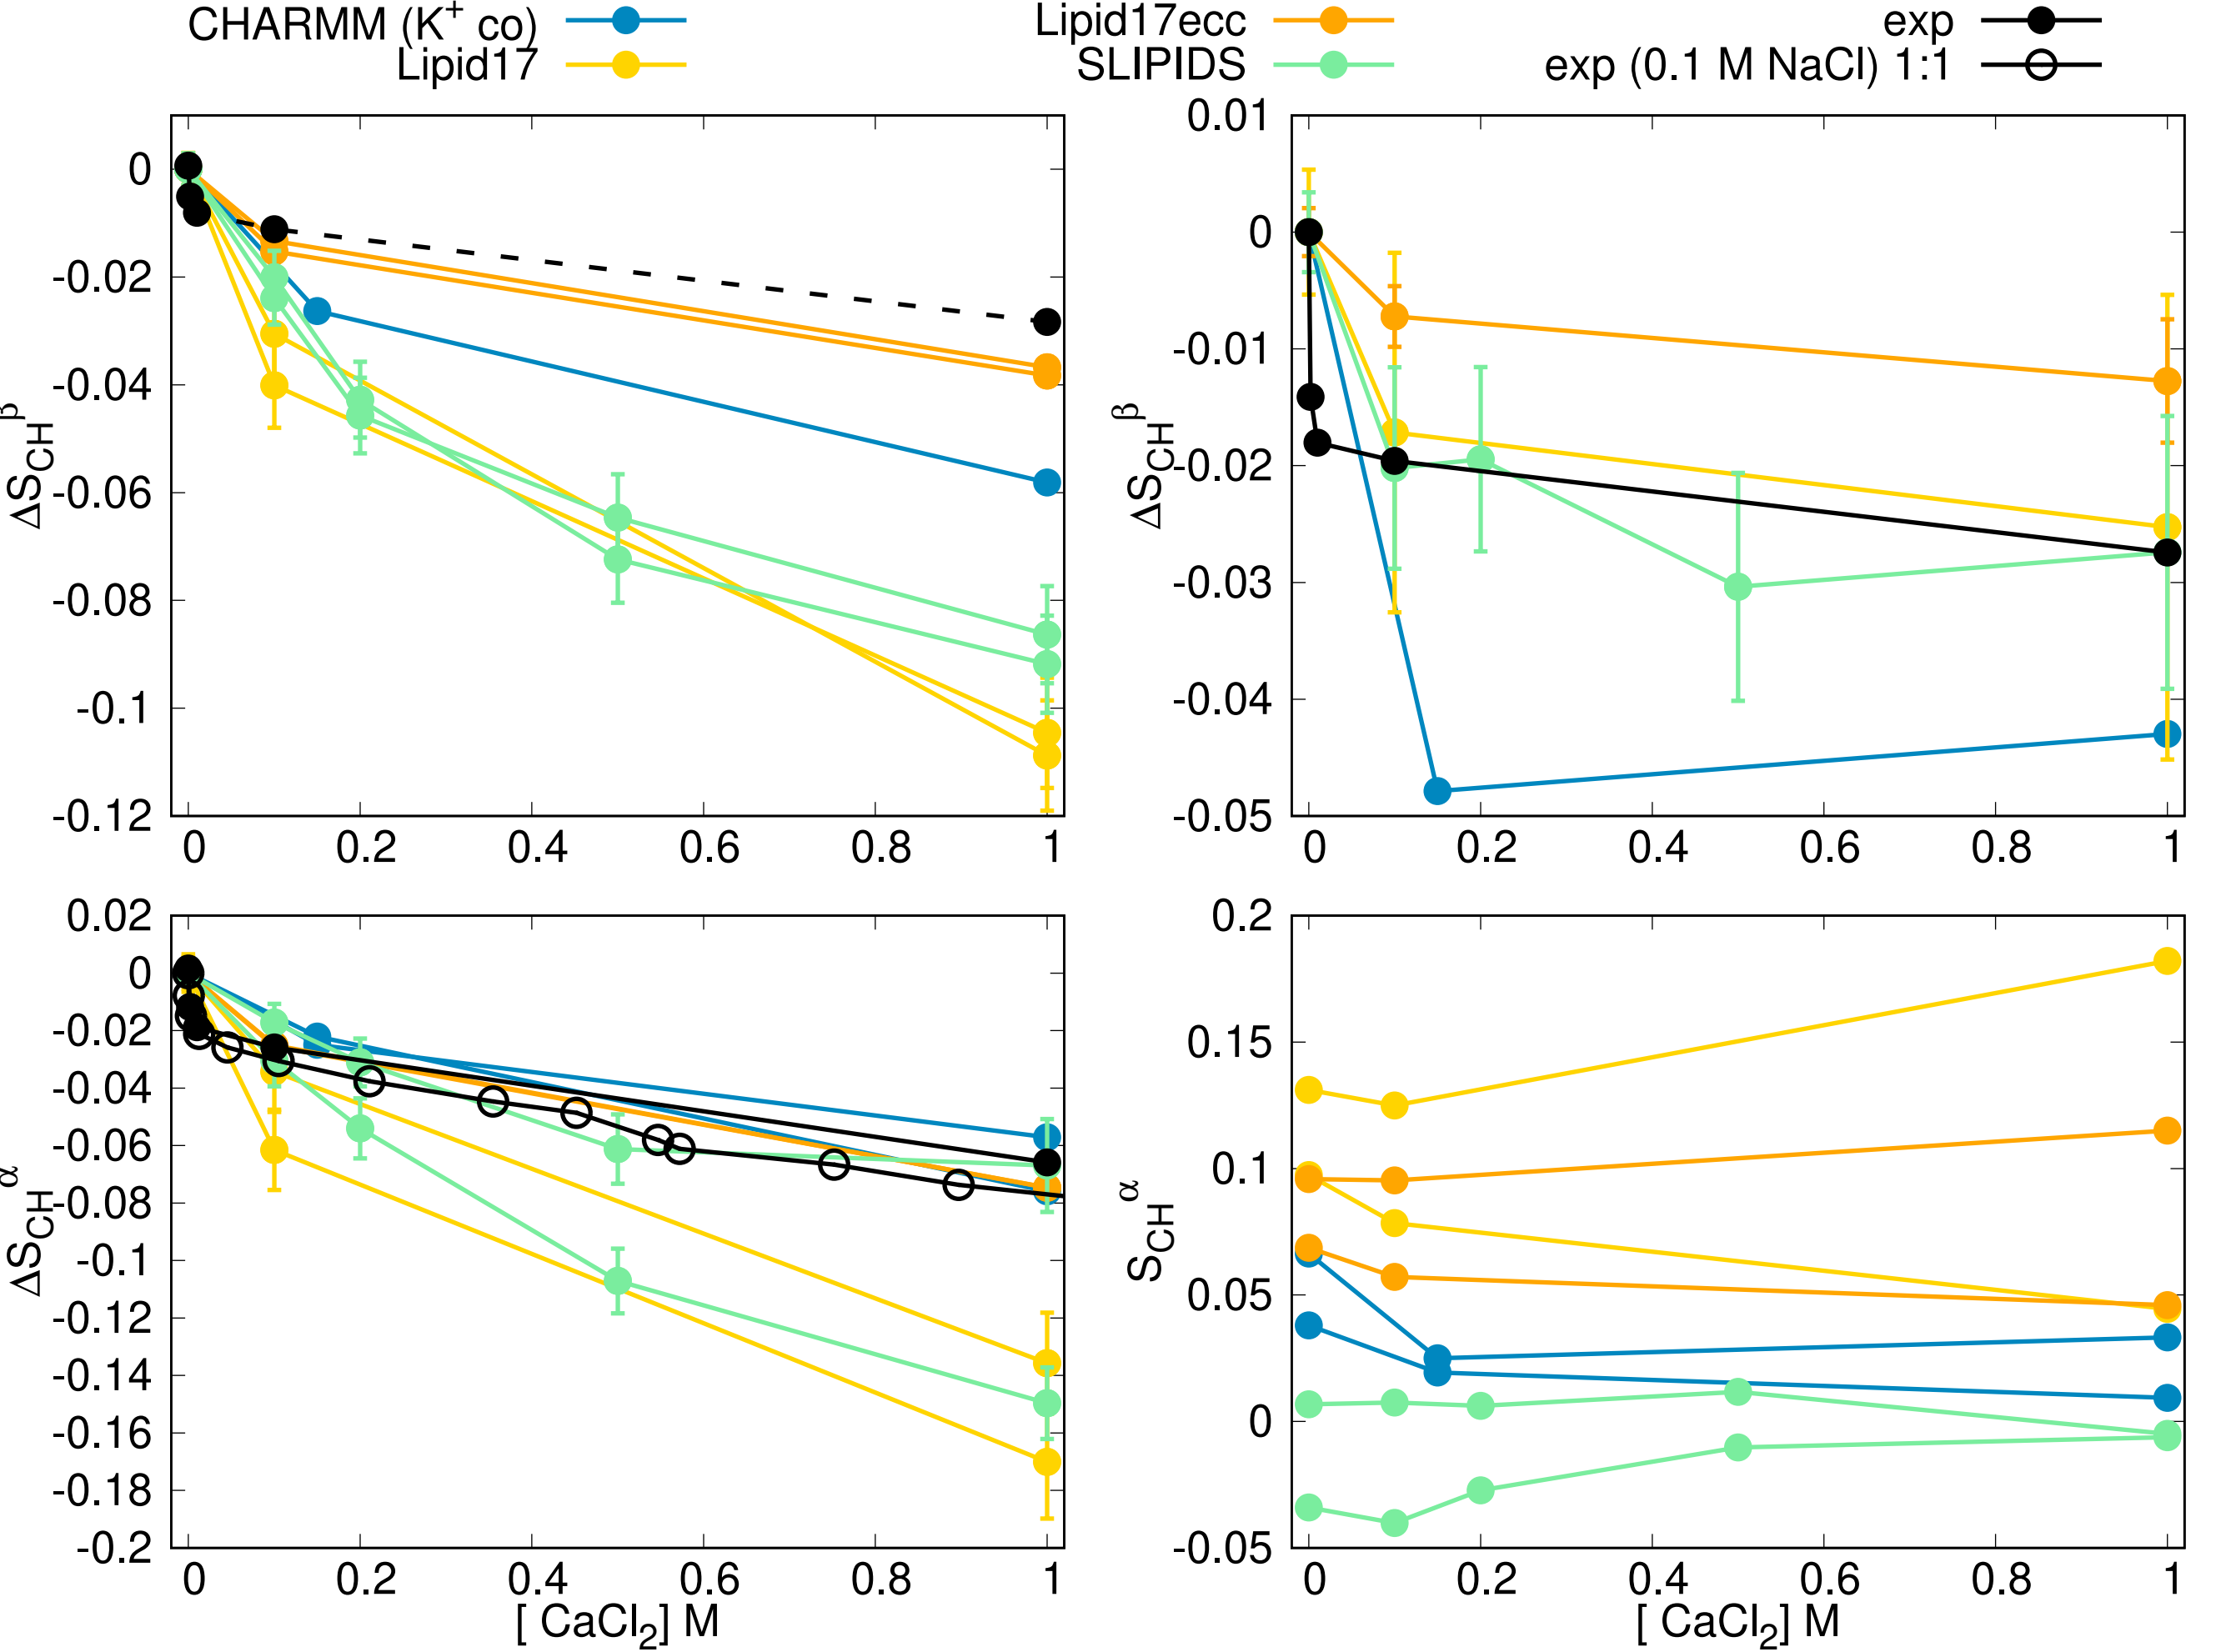 CHARMM (K⁺ co)
Lipid17
Lipid17ecc
SLIPIDS
exp
exp (0.1 M NaCl) 1:1
ΔS_CH^β
0
-0.02
-0.04
-0.06
-0.08
-0.1
-0.12
0 0.2 0.4 0.6 0.8 1
ΔS_CH^β
0.01
0
-0.01
-0.02
-0.03
-0.04
-0.05
0 0.2 0.4 0.6 0.8 1
ΔS_CH^α
0.02
0
-0.02
-0.04
-0.06
-0.08
-0.1
-0.12
-0.14
-0.16
-0.18
-0.2
0 0.2 0.4 0.6 0.8 1
[ CaCl₂] M
S_CH^α
0.2
0.15
0.1
0.05
0
-0.05
0 0.2 0.4 0.6 0.8 1
[ CaCl₂] M